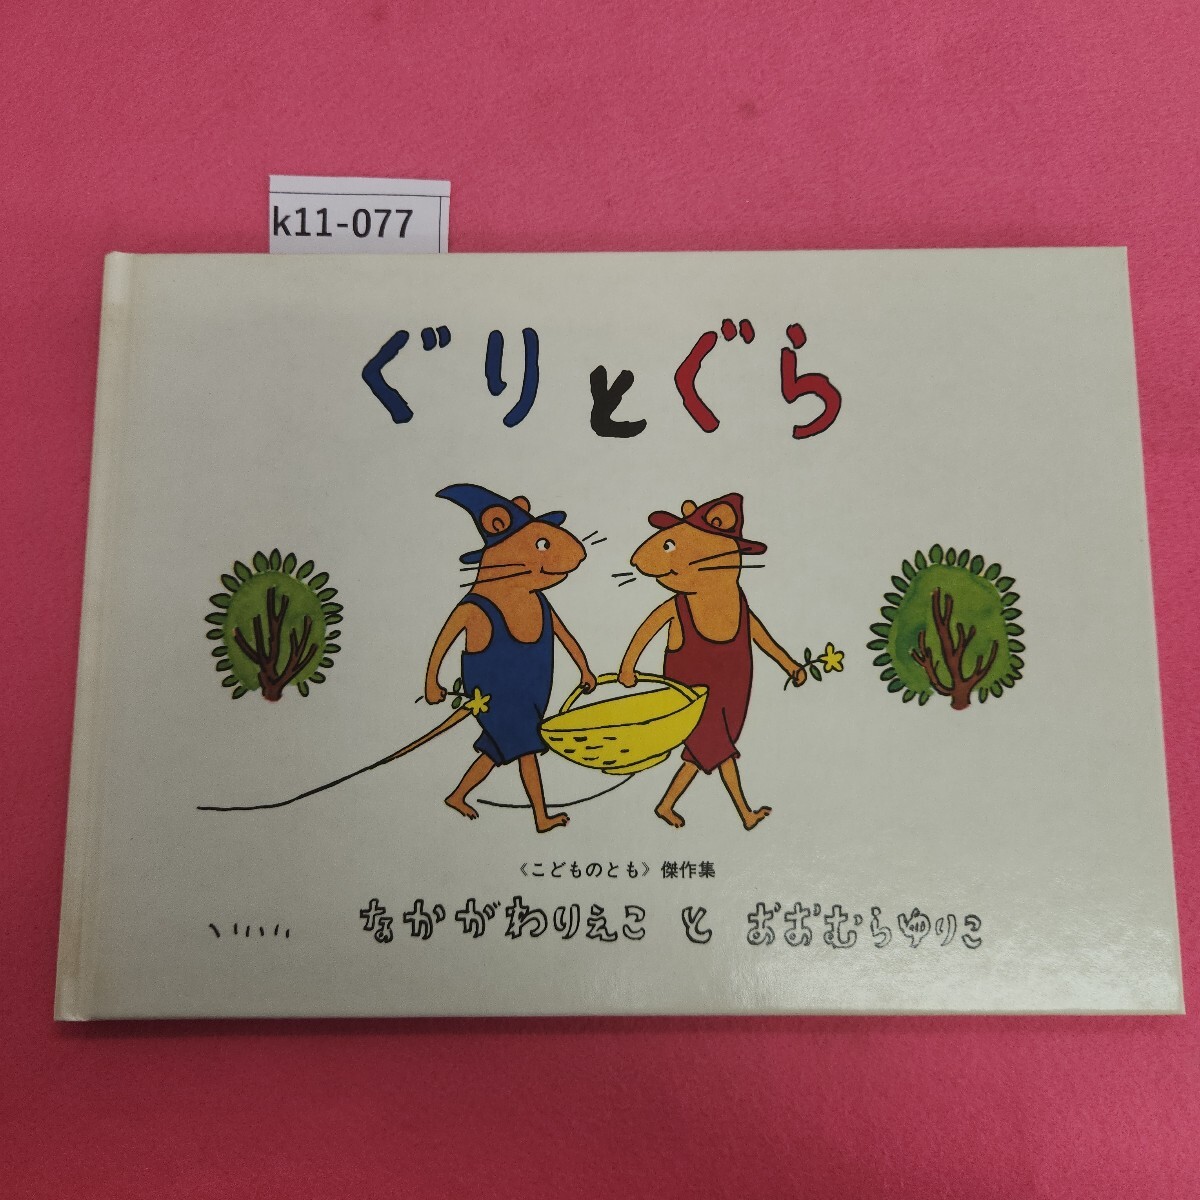 k11-077
ぐりとぐら
《こどものとも》傑作集
なかがわりえこ と おおむらゆりこ